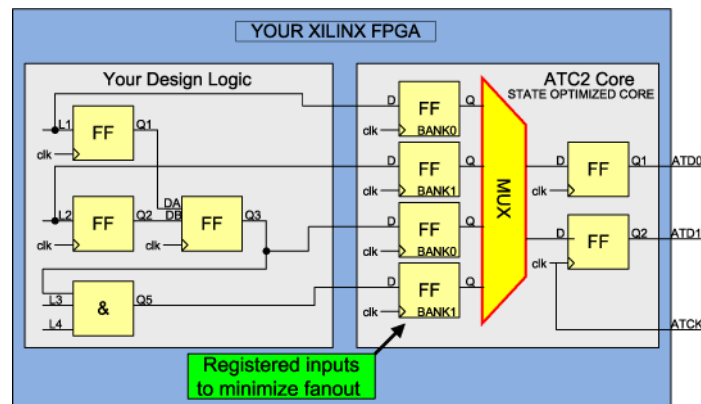 YOUR XILINX FPGA
Your Design Logic
ATC2 Core
STATE OPTIMIZED CORE
L1
FF
Q1
clk
L2
FF
Q2
clk
DA
DB
FF
Q3
clk
L3
L4
&
Q5
D
FF
Q
clk
BANK0
D
FF
Q
clk
BANK1
D
FF
Q
clk
BANK0
D
FF
Q
clk
BANK1
MUX
D
FF
Q1
ATD0
clk
D
FF
Q2
ATD1
clk
ATCK
Registered inputs
to minimize fanout